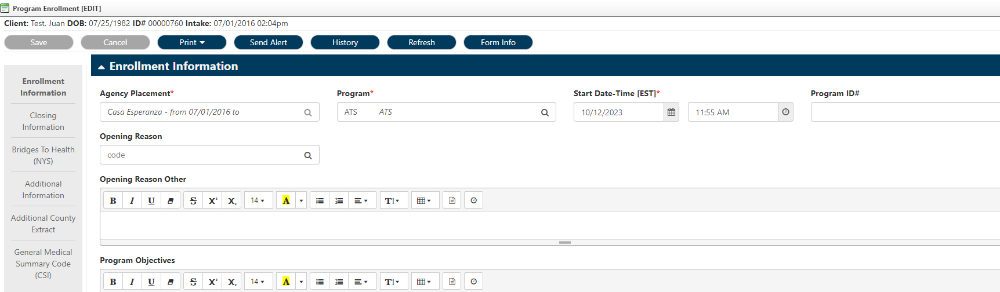 Program Enrollment [EDIT]
Client: Test, Juan DOB: 07/25/1982 ID# 00000760 Intake: 07/01/2016 02:04pm
Save Cancel Print Send Alert History Refresh Form Info
Enrollment
Information
Closing
Information
Bridges To Health
(NYS)
Additional
Information
Additional County
Extract
General Medical
Summary Code
(CSI)
Enrollment Information
Agency Placement* Program* Start Date-Time [EST]* Program ID#
Casa Esperanza - from 07/01/2016 to ATS ATS 10/12/2023 11:55 AM
Opening Reason
code
Opening Reason Other
B I U S X² X₂ 14 A T
Program Objectives
B I U S X² X₂ 14 A T